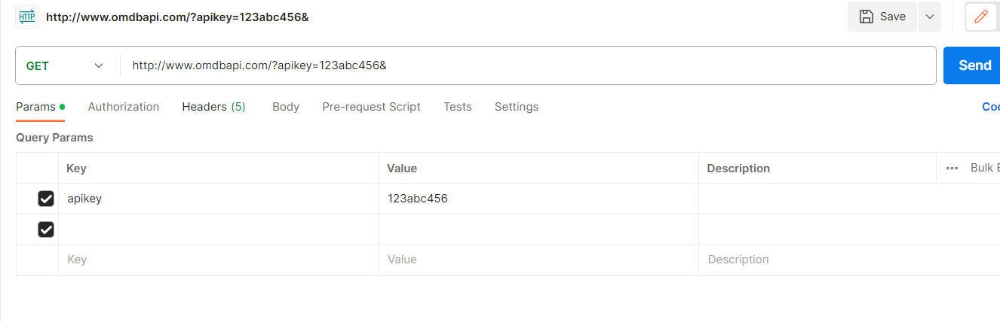 HTTP http://www.omdbapi.com/?apikey=123abc456& Save
GET http://www.omdbapi.com/?apikey=123abc456& Send
Params Authorization Headers (5) Body Pre-request Script Tests Settings Coo
Query Params
Key Value Description ••• Bulk E
apikey 123abc456
Key Value Description